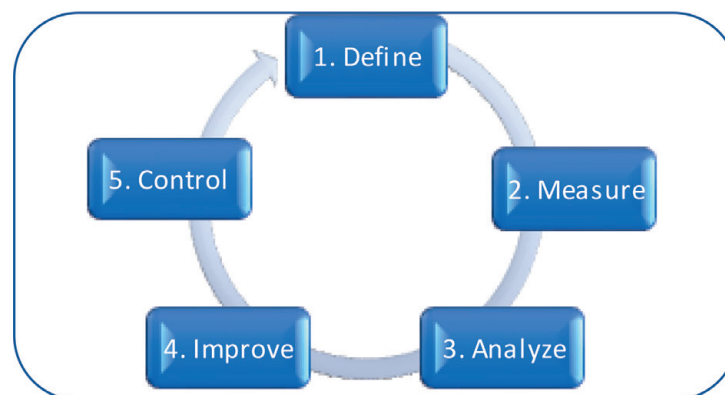 1. Define
2. Measure
3. Analyze
4. Improve
5. Control